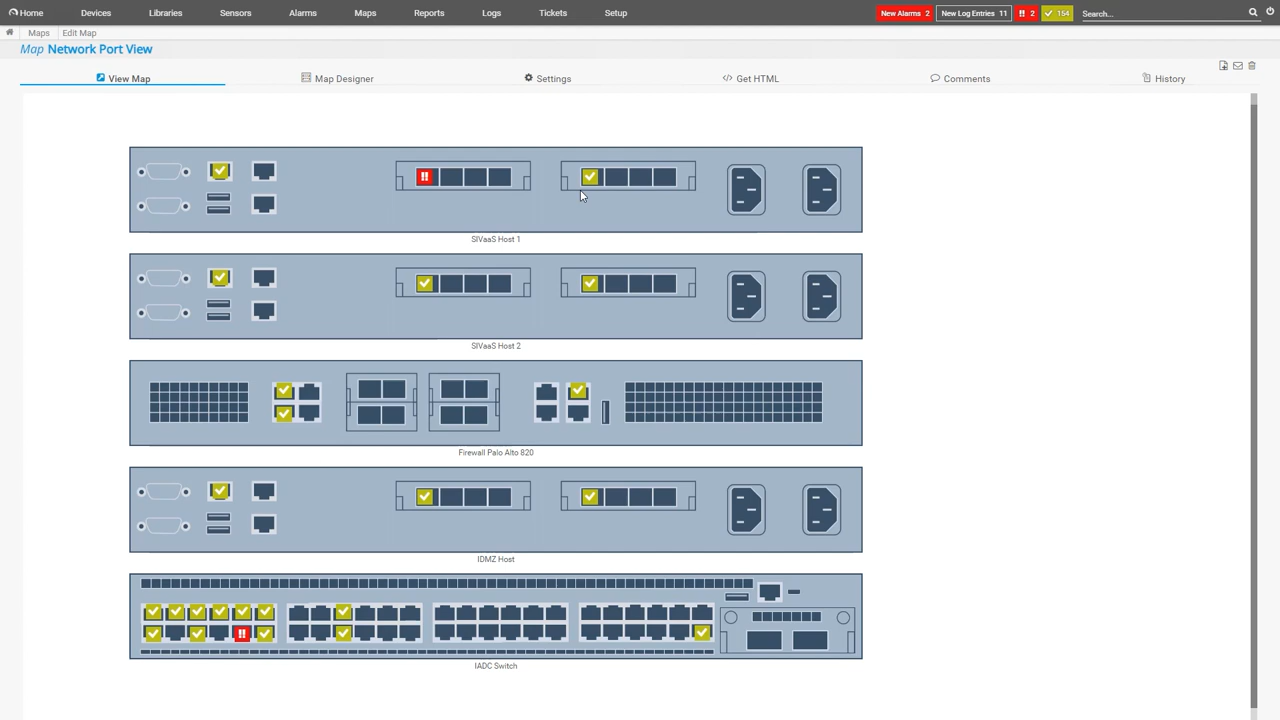 Home Devices Libraries Sensors Alarms Maps Reports Logs Tickets Setup New Alarms 2 New Log Entries 11 !! 2 154 Search...
Maps Edit Map
Map Network Port View
View Map Map Designer Settings </> Get HTML Comments History
!!
SIVaaS Host 1
SIVaaS Host 2
Firewall Palo Alto 820
IDMZ Host
!!
IADC Switch